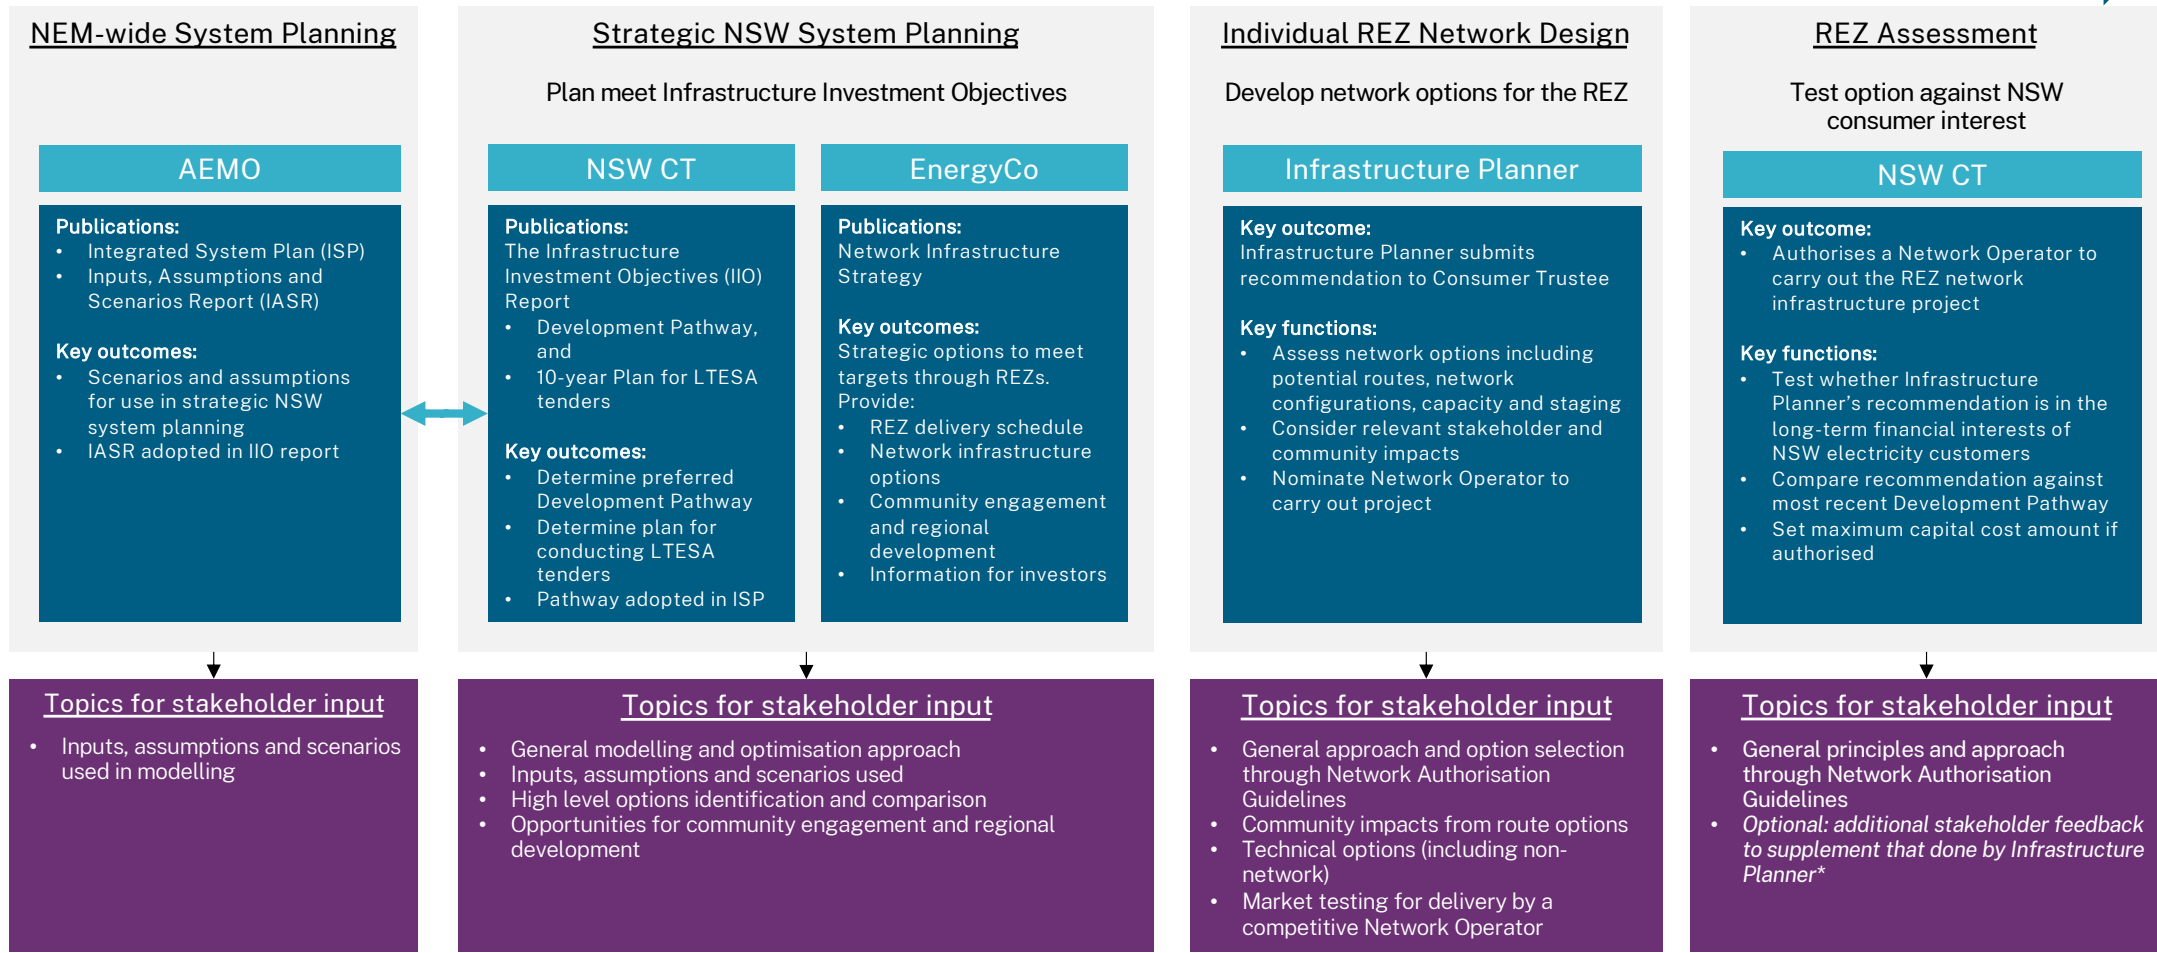 NEM-wide System Planning
AEMO
Publications:
• Integrated System Plan (ISP)
• Inputs, Assumptions and
Scenarios Report (IASR)
Key outcomes:
• Scenarios and assumptions
for use in strategic NSW
system planning
• IASR adopted in IIO report
Topics for stakeholder input
• Inputs, assumptions and scenarios
used in modelling
Strategic NSW System Planning
Plan meet Infrastructure Investment Objectives
NSW CT
Publications:
The Infrastructure
Investment Objectives (IIO)
Report
• Development Pathway,
and
• 10-year Plan for LTESA
tenders
Key outcomes:
• Determine preferred
Development Pathway
• Determine plan for
conducting LTESA
tenders
• Pathway adopted in ISP
EnergyCo
Publications:
Network Infrastructure
Strategy
Key outcomes:
Strategic options to meet
targets through REZs.
Provide:
• REZ delivery schedule
• Network infrastructure
options
• Community engagement
and regional
development
• Information for investors
Topics for stakeholder input
• General modelling and optimisation approach
• Inputs, assumptions and scenarios used
• High level options identification and comparison
• Opportunities for community engagement and regional
development
Individual REZ Network Design
Develop network options for the REZ
Infrastructure Planner
Key outcome:
Infrastructure Planner submits
recommendation to Consumer Trustee
Key functions:
• Assess network options including
potential routes, network
configurations, capacity and staging
• Consider relevant stakeholder and
community impacts
• Nominate Network Operator to
carry out project
Topics for stakeholder input
• General approach and option selection
through Network Authorisation
Guidelines
• Community impacts from route options
• Technical options (including non-
network)
• Market testing for delivery by a
competitive Network Operator
REZ Assessment
Test option against NSW
consumer interest
NSW CT
Key outcome:
• Authorises a Network Operator to
carry out the REZ network
infrastructure project
Key functions:
• Test whether Infrastructure
Planner's recommendation is in the
long-term financial interests of
NSW electricity customers
• Compare recommendation against
most recent Development Pathway
• Set maximum capital cost amount if
authorised
Topics for stakeholder input
• General principles and approach
through Network Authorisation
Guidelines
• Optional: additional stakeholder feedback
to supplement that done by Infrastructure
Planner*